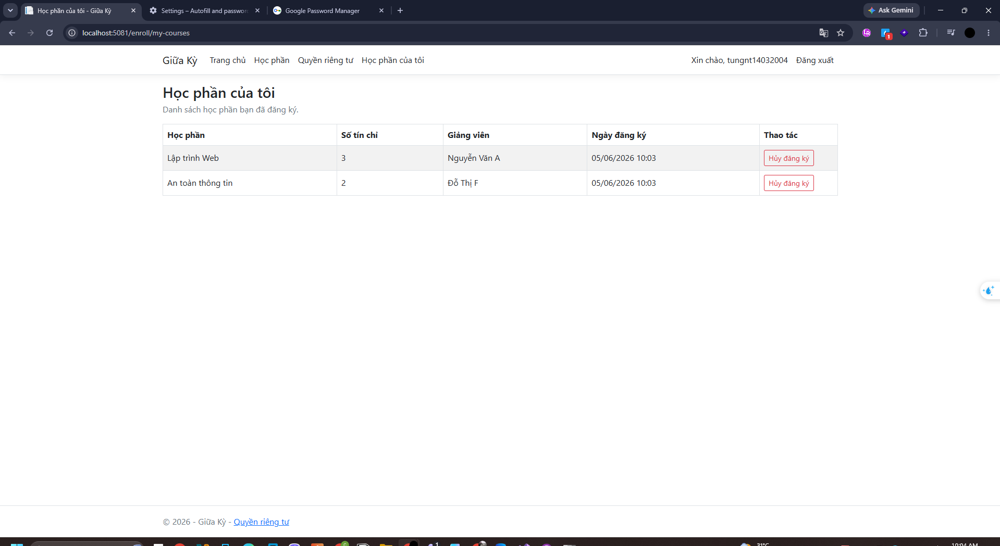 Học phần của tôi - Giữa Kỳ
Settings – Autofill and passwor
Google Password Manager
Ask Gemini
localhost:5081/enroll/my-courses
1
Giữa Kỳ Trang chủ Học phần Quyền riêng tư Học phần của tôi Xin chào, tungnt14032004 Đăng xuất
Học phần của tôi
Danh sách học phần bạn đã đăng ký.
Học phần Số tín chỉ Giảng viên Ngày đăng ký Thao tác
Lập trình Web 3 Nguyễn Văn A 05/06/2026 10:03 Hủy đăng ký
An toàn thông tin 2 Đỗ Thị F 05/06/2026 10:03 Hủy đăng ký
© 2026 - Giữa Kỳ - Quyền riêng tư
31°C
10:04 AM